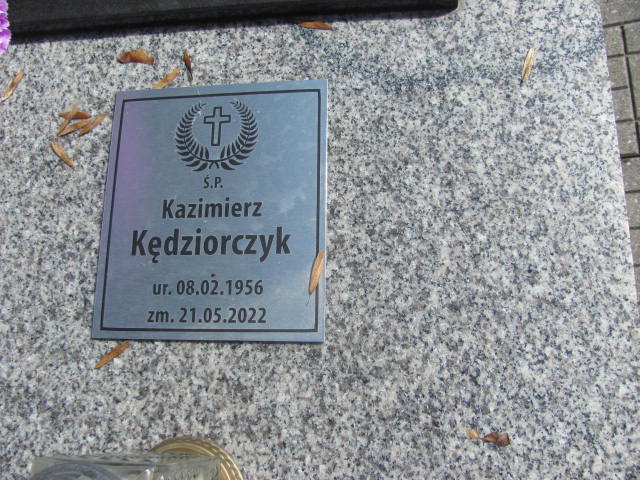 Ś.P.
Kazimierz
Kędziorczyk
ur. 08.02.1956
zm. 21.05.2022